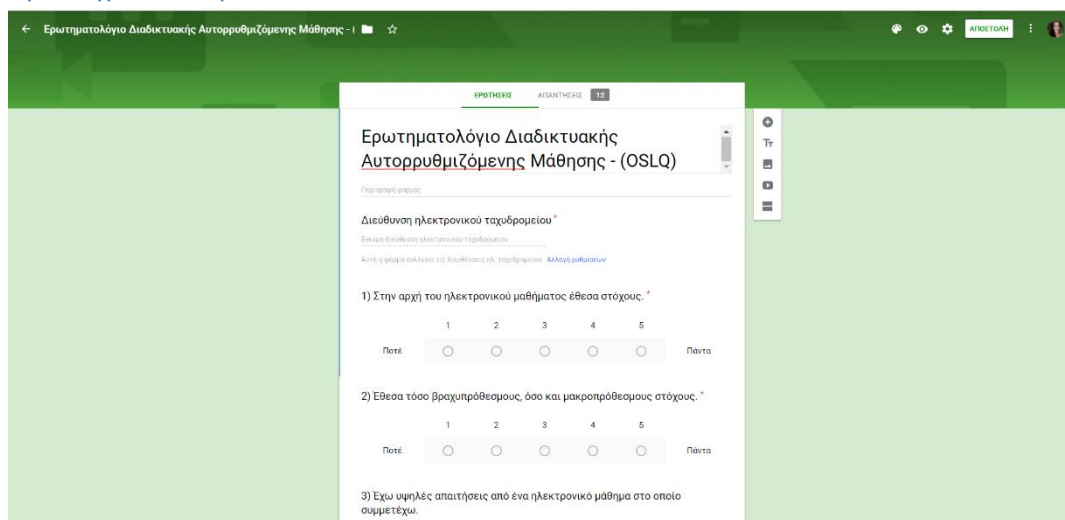 Ερωτηματολόγιο Διαδικτυακής Αυτορρυθμιζόμενης Μάθησης - (
ΑΠΟΣΤΟΛΗ
ΕΡΩΤΗΣΕΙΣ ΑΠΑΝΤΗΣΕΙΣ 12
Ερωτηματολόγιο Διαδικτυακής
Αυτορρυθμιζόμενης Μάθησης - (OSLQ)
Περιγραφή φόρμας
Διεύθυνση ηλεκτρονικού ταχυδρομείου *
Έγκυρη διεύθυνση ηλεκτρονικού ταχυδρομείου
Αυτή η φόρμα συλλέγει τις διευθύνσεις ηλ. ταχυδρομείου. Αλλαγή ρυθμίσεων
1) Στην αρχή του ηλεκτρονικού μαθήματος έθεσα στόχους. *
1 2 3 4 5
Ποτέ Πάντα
2) Έθεσα τόσο βραχυπρόθεσμους, όσο και μακροπρόθεσμους στόχους. *
1 2 3 4 5
Ποτέ Πάντα
3) Έχω υψηλές απαιτήσεις από ένα ηλεκτρονικό μάθημα στο οποίο
συμμετέχω.